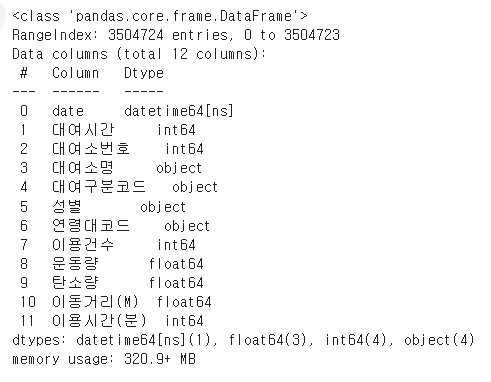 <class 'pandas.core.frame.DataFrame'>
RangeIndex: 3504724 entries, 0 to 3504723
Data columns (total 12 columns):
 #   Column   Dtype
---  ------   -----
 0   date     datetime64[ns]
 1   대여시간     int64
 2   대여소번호    int64
 3   대여소명     object
 4   대여구분코드   object
 5   성별       object
 6   연령대코드    object
 7   이용건수     int64
 8   운동량      float64
 9   탄소량      float64
 10  이동거리(M)  float64
 11  이용시간(분)  int64
dtypes: datetime64[ns](1), float64(3), int64(4), object(4)
memory usage: 320.9+ MB